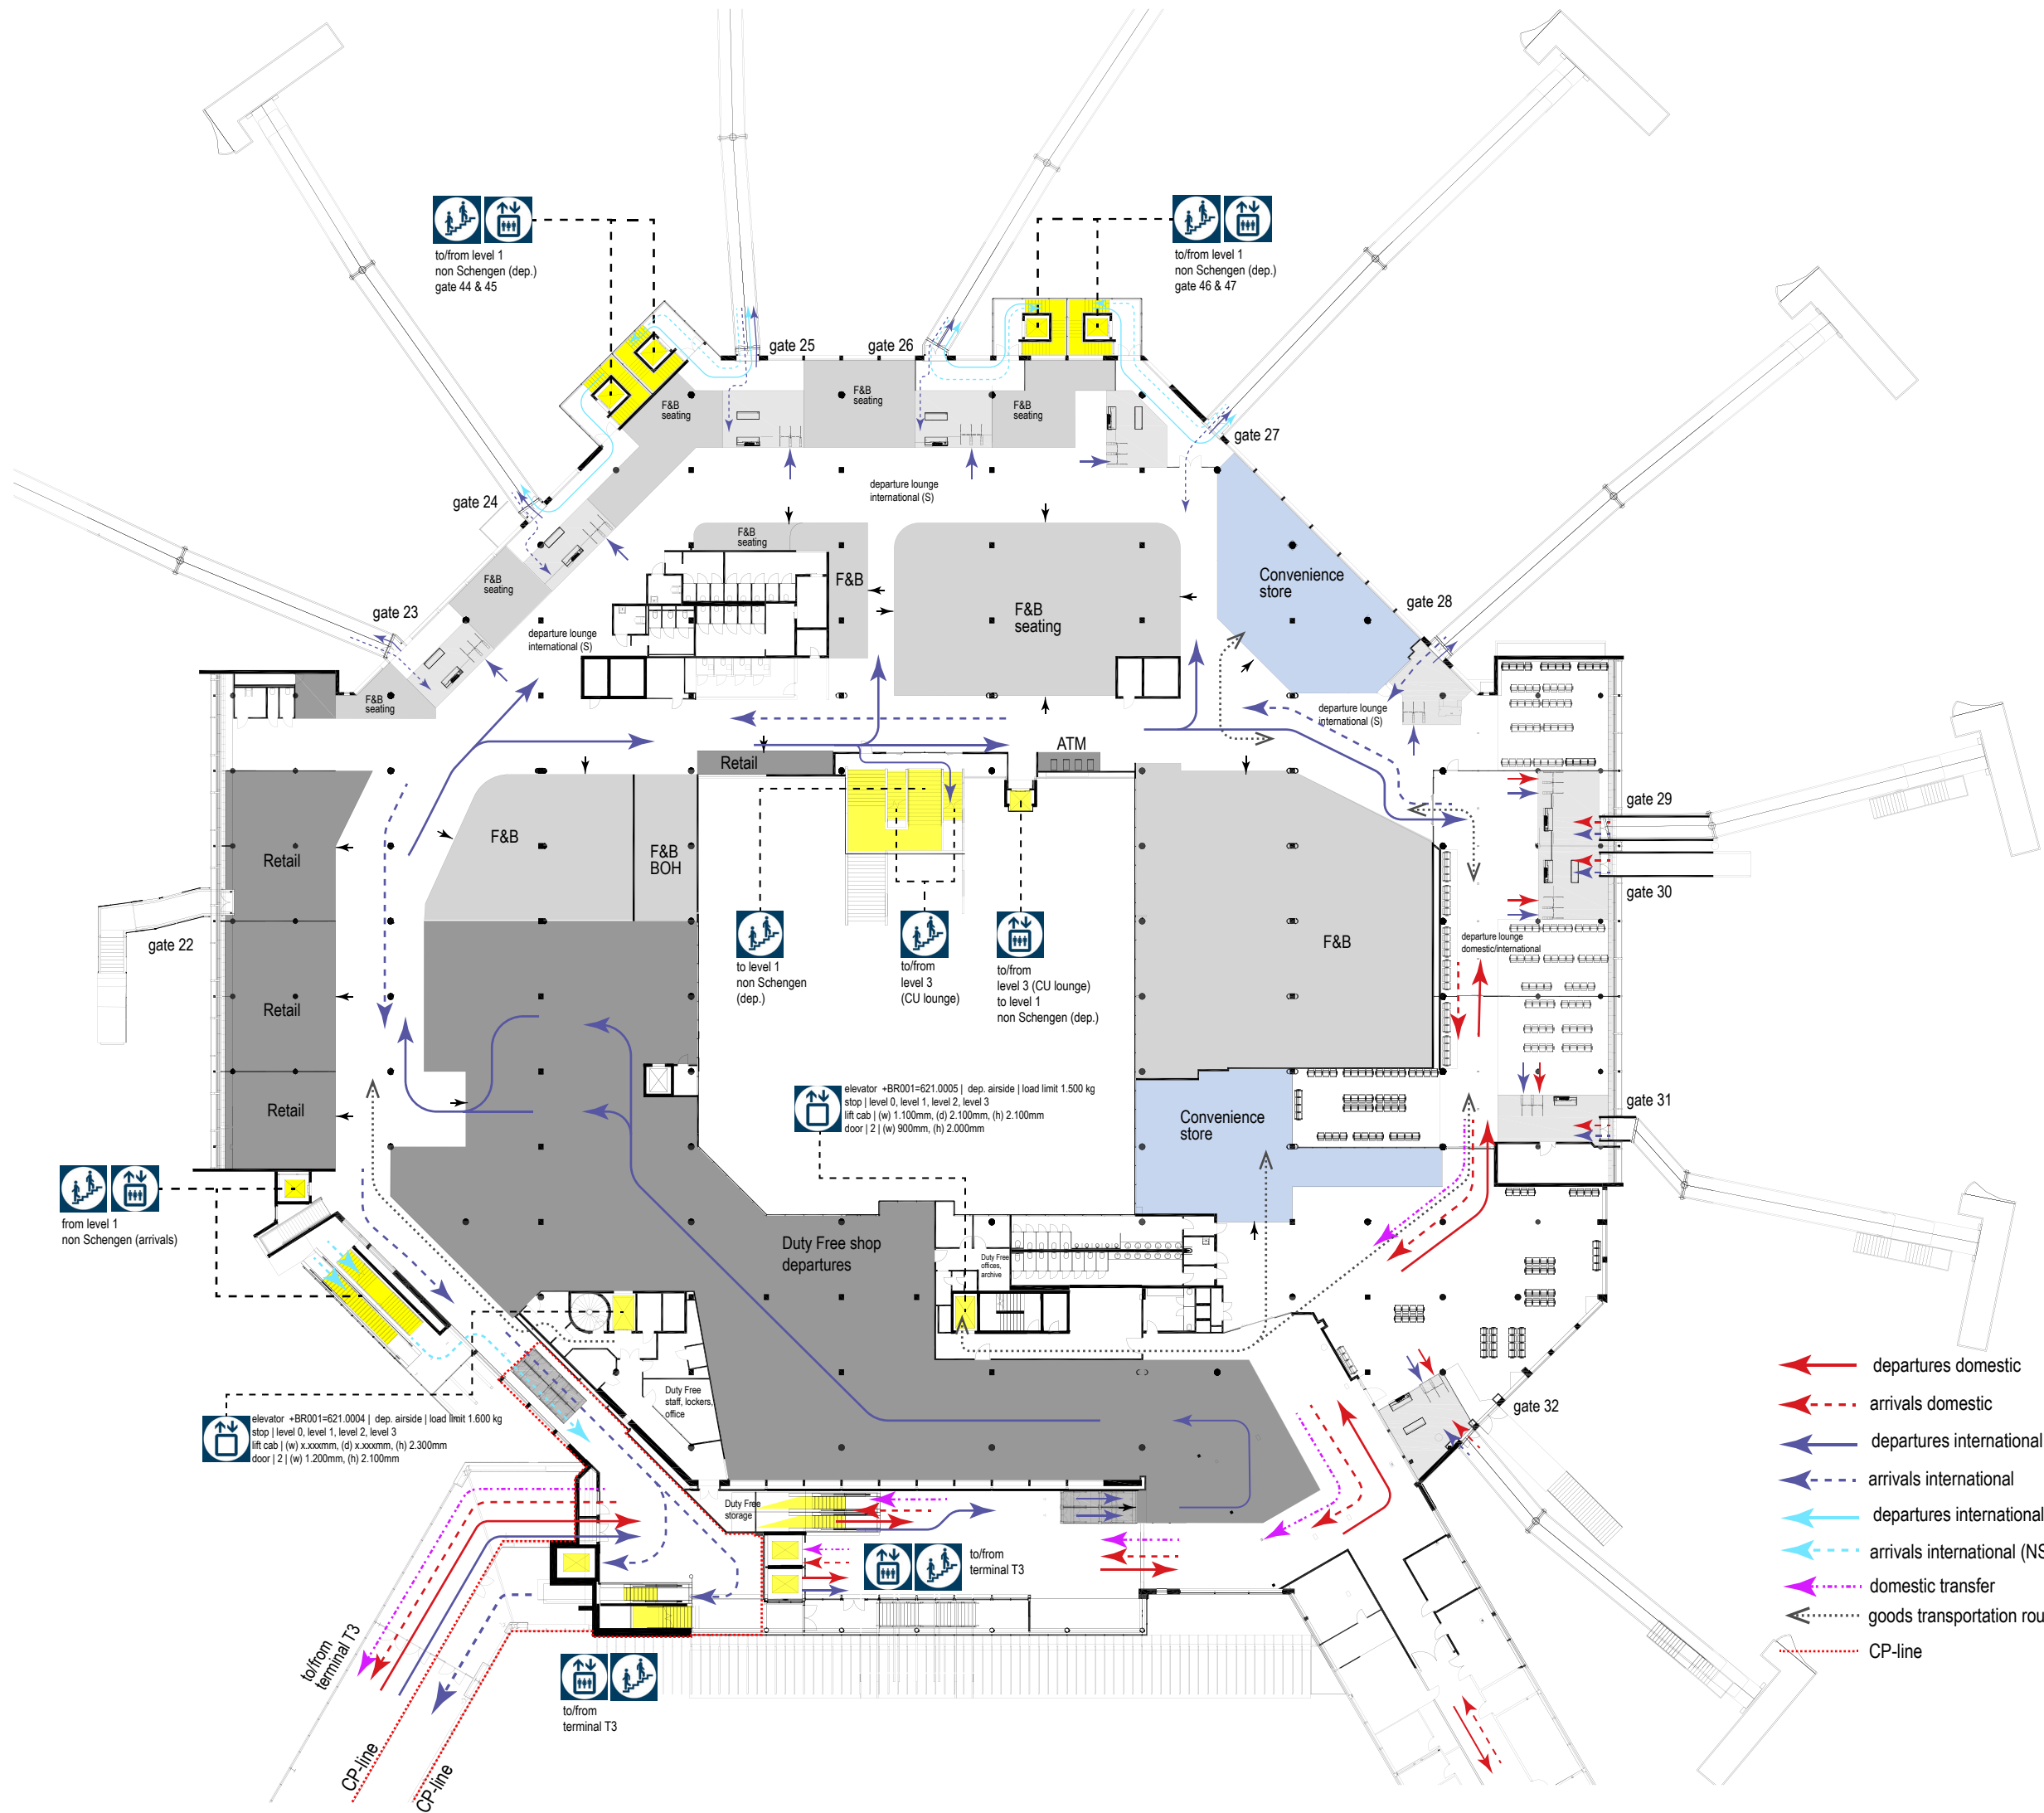 to/from level 1
non Schengen (dep.)
gate 44 & 45
to/from level 1
non Schengen (dep.)
gate 46 & 47
gate 25
gate 26
F&B
seating
F&B
seating
F&B
seating
gate 27
gate 24
departure lounge
international (S)
F&B
seating
F&B
F&B
seating
Convenience
store
gate 28
F&B
seating
gate 23
departure lounge
international (S)
F&B
seating
departure lounge
international (S)
ATM
Retail
gate 29
F&B
F&B
BOH
Retail
gate 30
gate 22
to level 1
non Schengen
(dep.)
to/from
level 3
(CU lounge)
to/from
level 3 (CU lounge)
to level 1
non Schengen (dep.)
F&B
departure lounge
domestic/international
Retail
Retail
elevator +BR001=621.0005 | dep. airside | load limit 1.500 kg
stop | level 0, level 1, level 2, level 3
lift cab | (w) 1.100mm, (d) 2.100mm, (h) 2.100mm
door | 2 | (w) 900mm, (h) 2.000mm
Convenience
store
gate 31
from level 1
non Schengen (arrivals)
Duty Free shop
departures
Duty Free
offices,
archive
Duty Free
staff, lockers,
office
elevator +BR001=621.0004 | dep. airside | load limit 1.600 kg
stop | level 0, level 1, level 2, level 3
lift cab | (w) x.xxxmm, (d) x.xxxmm, (h) 2.300mm
door | 2 | (w) 1.200mm, (h) 2.100mm
gate 32
Duty Free
storage
to/from
terminal T3
to/from
terminal T3
to/from
terminal T3
CP-line
CP-line
departures domestic
arrivals domestic
departures international
arrivals international
departures international
arrivals international (NS
domestic transfer
goods transportation rou
CP-line